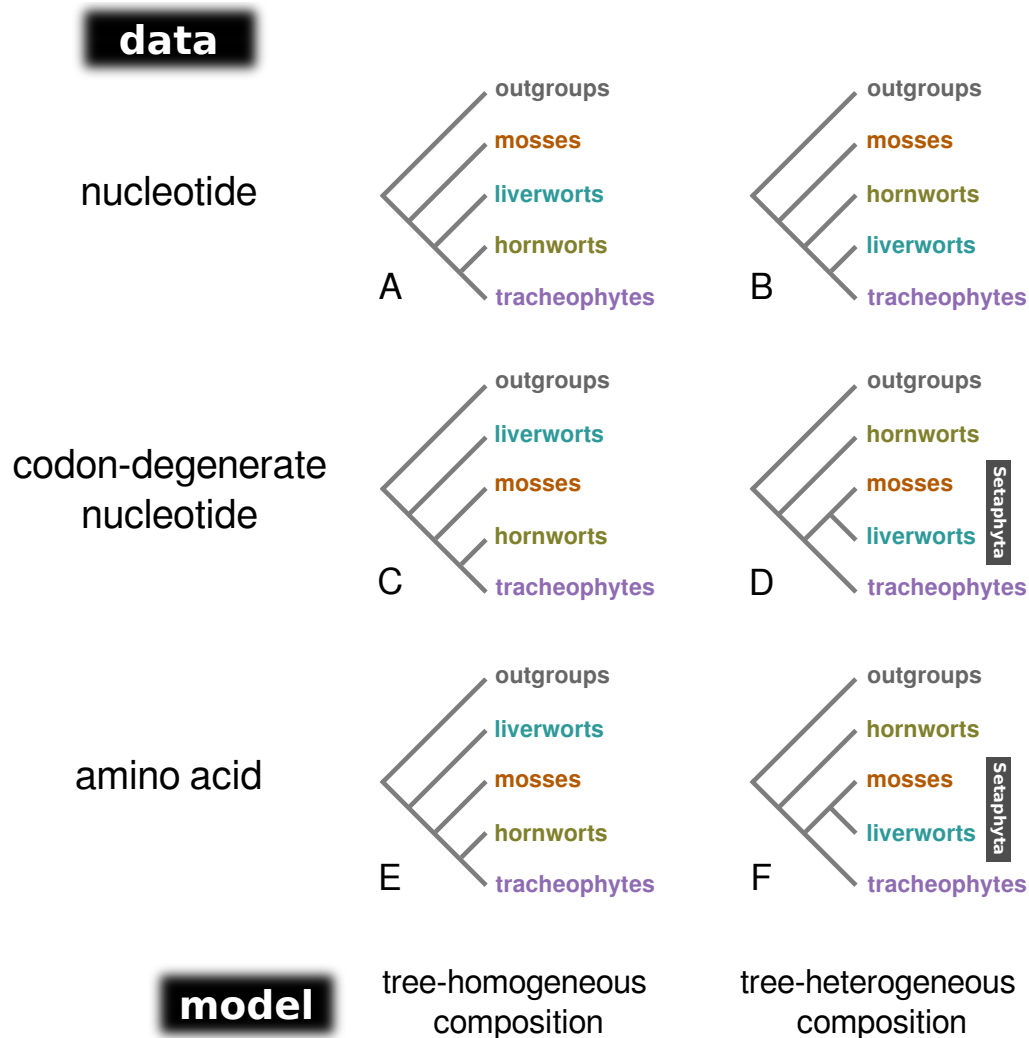 data
nucleotide
outgroups
mosses
liverworts
hornworts
tracheophytes
A
outgroups
mosses
hornworts
liverworts
tracheophytes
B
codon-degenerate
nucleotide
outgroups
liverworts
mosses
hornworts
tracheophytes
C
outgroups
hornworts
mosses
liverworts
tracheophytes
Setaphyta
D
amino acid
outgroups
liverworts
mosses
hornworts
tracheophytes
E
outgroups
hornworts
mosses
liverworts
tracheophytes
Setaphyta
F
model
tree-homogeneous
composition
tree-heterogeneous
composition